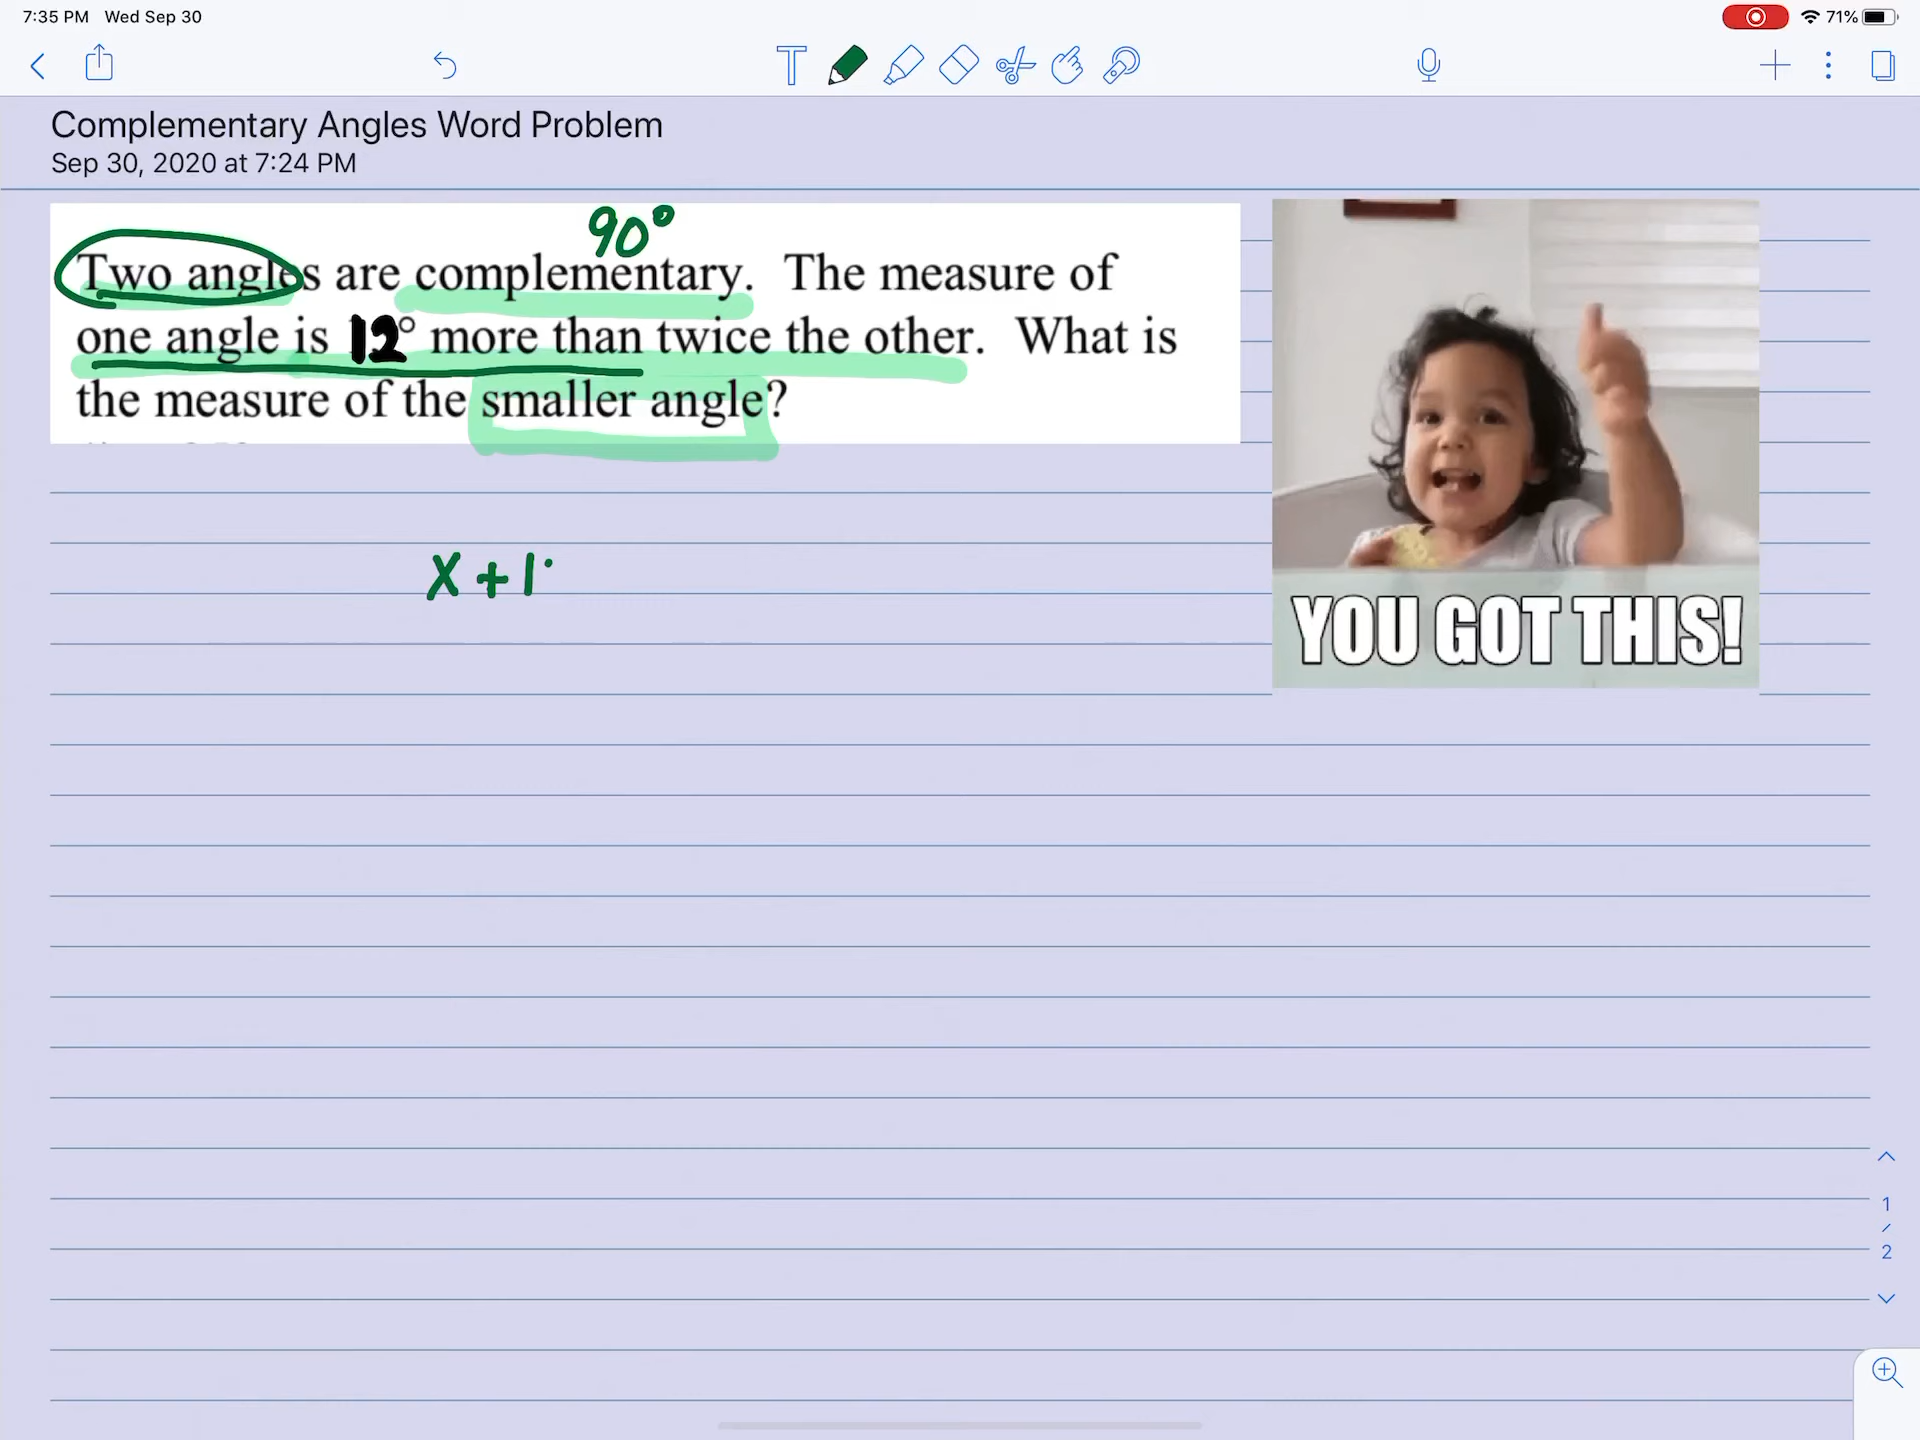 7:35 PM Wed Sep 30
71%
Complementary Angles Word Problem
Sep 30, 2020 at 7:24 PM
90°
Two angles are complementary. The measure of
one angle is 12° more than twice the other. What is
the measure of the smaller angle?
x + 1
YOU GOT THIS!
1
/
2